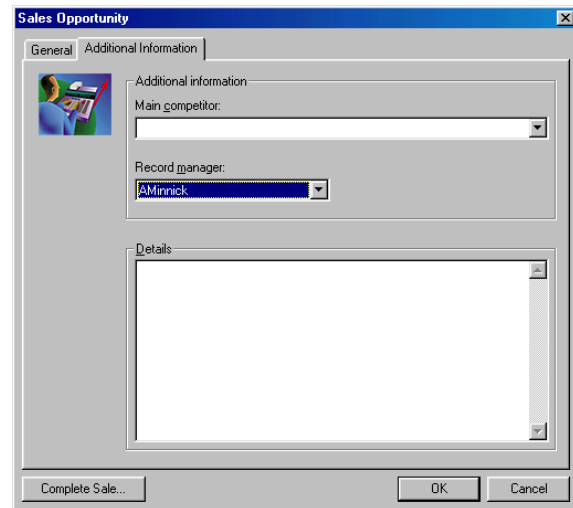 Sales Opportunity
General Additional Information
Additional information
Main competitor:
Record manager:
AMinnick
Details
Complete Sale... OK Cancel